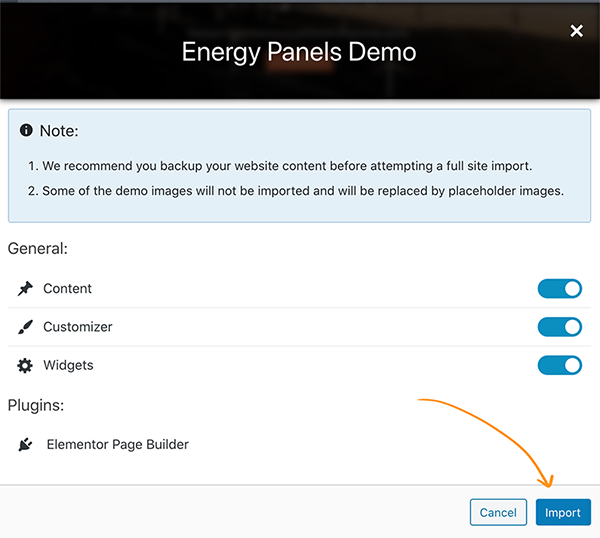 Energy Panels Demo
Note:
1. We recommend you backup your website content before attempting a full site import.
2. Some of the demo images will not be imported and will be replaced by placeholder images.
General:
Content
Customizer
Widgets
Plugins:
Elementor Page Builder
Cancel Import